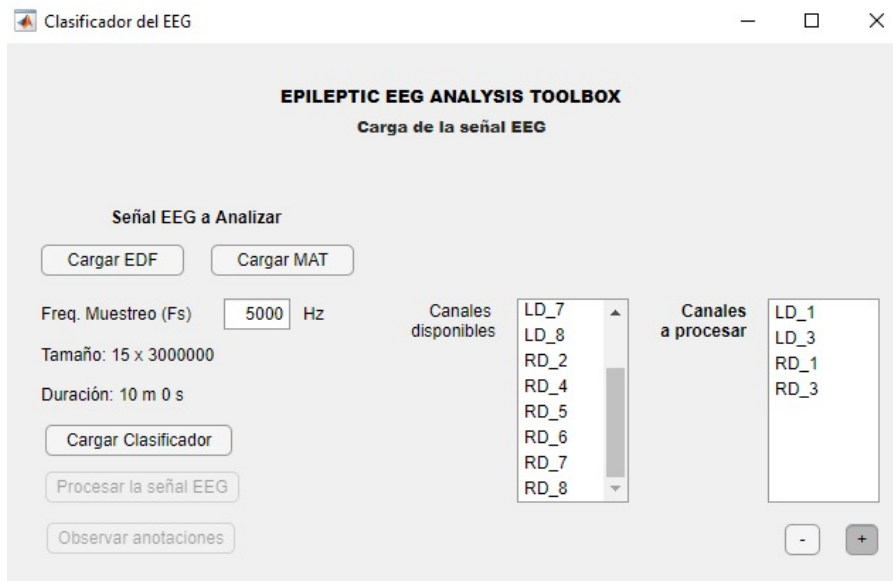 Clasificador del EEG
EPILEPTIC EEG ANALYSIS TOOLBOX
Carga de la señal EEG
Señal EEG a Analizar
Cargar EDF
Cargar MAT
Freq. Muestreo (Fs) 5000 Hz
Tamaño: 15 x 3000000
Duración: 10 m 0 s
Cargar Clasificador
Procesar la señal EEG
Observar anotaciones
Canales
disponibles
LD_7
LD_8
RD_2
RD_4
RD_5
RD_6
RD_7
RD_8
Canales
a procesar
LD_1
LD_3
RD_1
RD_3
-
+